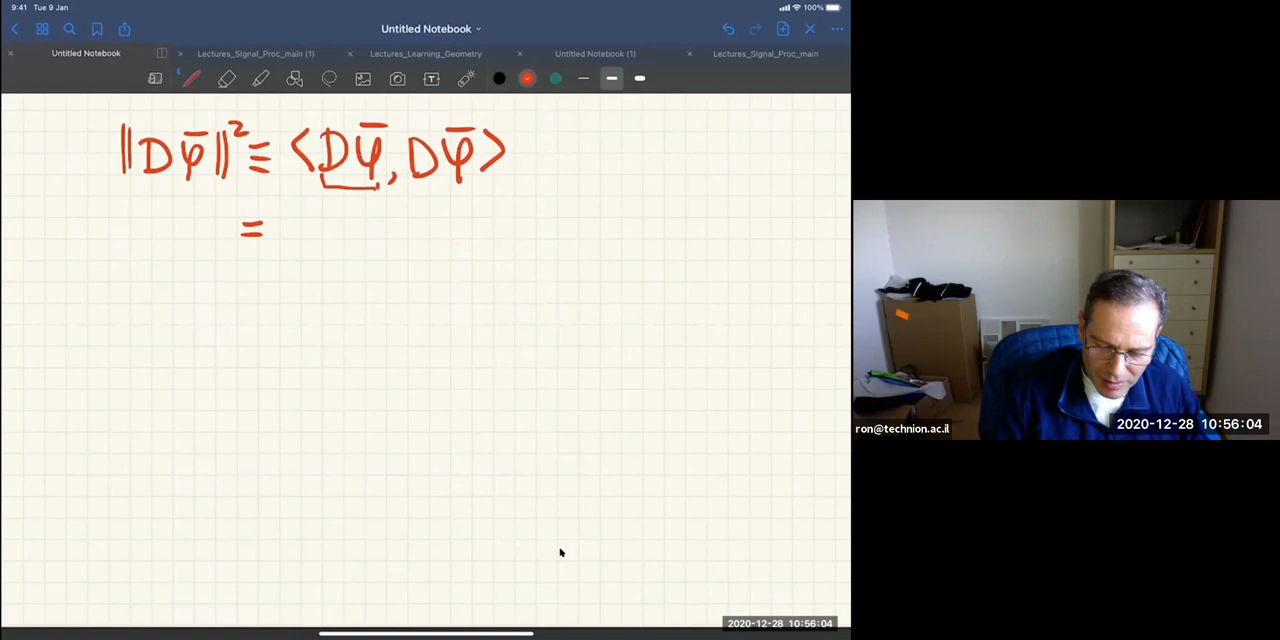 9:41 Tue 9 Jan
100%
Untitled Notebook
Untitled Notebook
Lectures_Signal_Proc_main (1)
Lectures_Learning_Geometry
Untitled Notebook (1)
Lectures_Signal_Proc_main
‖Dφ̅‖² ≡ <Dφ̅, Dφ̅>
=
ron@technion.ac.il
2020-12-28 10:56:04
2020-12-28 10:56:04